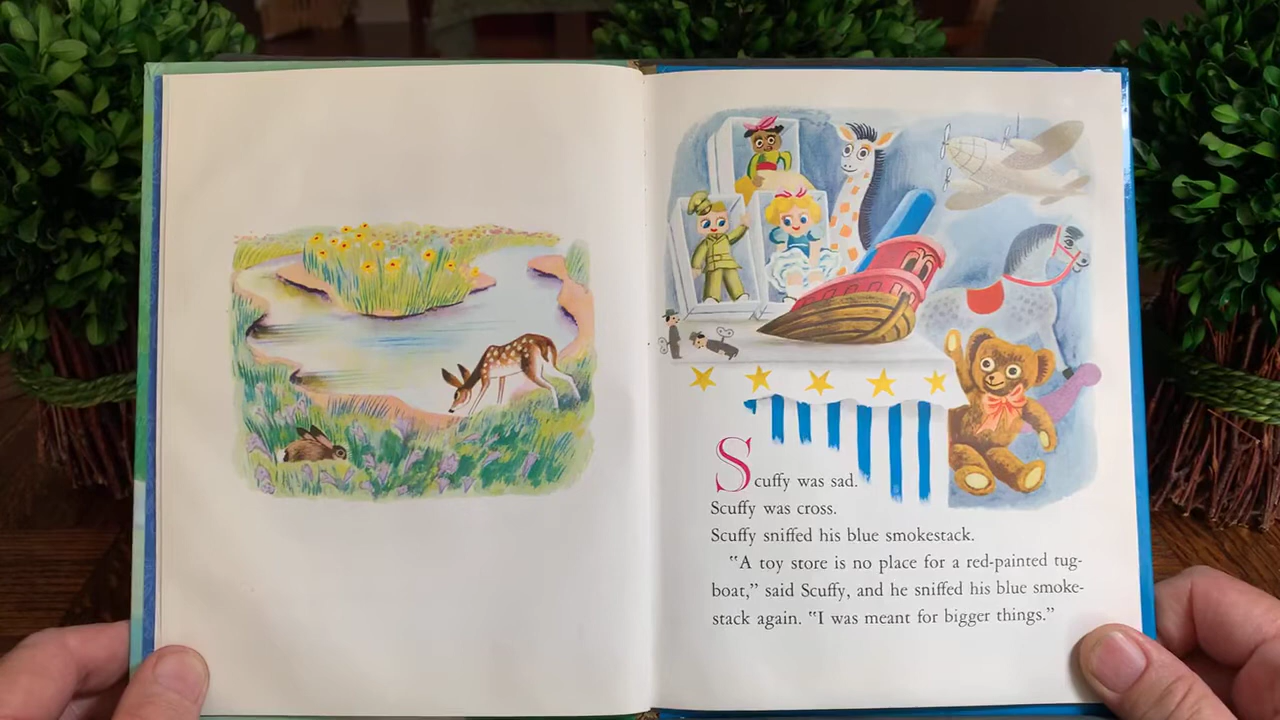 Scuffy was sad.
Scuffy was cross.
Scuffy sniffed his blue smokestack.
"A toy store is no place for a red-painted tug-
boat," said Scuffy, and he sniffed his blue smoke-
stack again. "I was meant for bigger things."